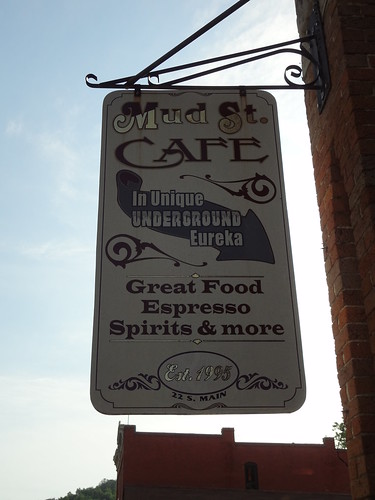 Mud St.
CAFE
In Unique
UNDERGROUND
Eureka
Great Food
Espresso
Spirits & more
Est. 1995
22 S. MAIN